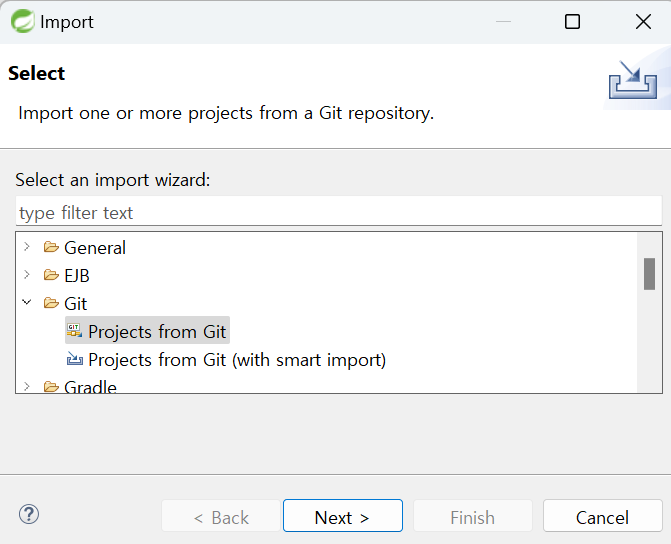 Import
Select
Import one or more projects from a Git repository.
Select an import wizard:
type filter text
General
EJB
Git
GIT
Projects from Git
Projects from Git (with smart import)
Gradle
?
< Back
Next >
Finish
Cancel